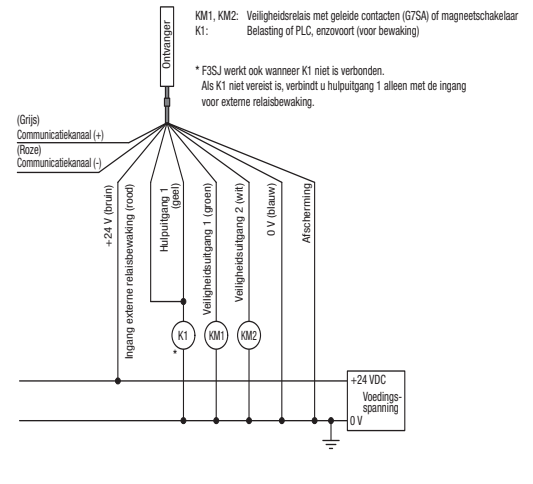 KM1, KM2: Veiligheidsrelais met geleide contacten (G7SA) of magneetschakelaar
K1: Belasting of PLC, enzovoort (voor bewaking)
* F3SJ werkt ook wanneer K1 niet is verbonden.
Als K1 niet vereist is, verbindt u hulpuitgang 1 alleen met de ingang
voor externe relaisbewaking.
Ontvanger
(Grijs)
Communicatiekanaal (+)
(Roze)
Communicatiekanaal (-)
+24 V (bruin)
Ingang externe relaisbewaking (rood)
Hulpuitgang 1
(geel)
Veiligheidsuitgang 1 (groen)
Veiligheidsuitgang 2 (wit)
0 V (blauw)
Afscherming
K1
KM1
KM2
*
+24 VDC
Voedings-
spanning
0 V